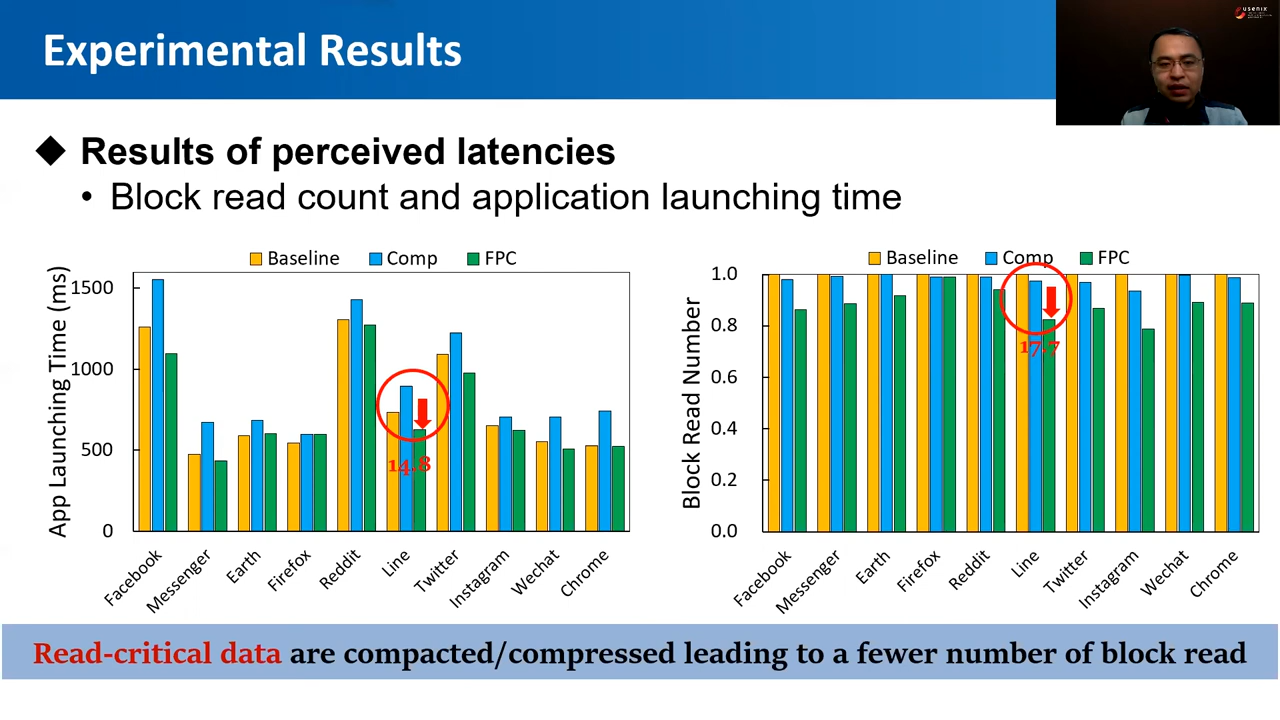 usenix
Experimental Results
◆ Results of perceived latencies
• Block read count and application launching time
Baseline Comp FPC
App Launching Time (ms)
1500
1000
500
0
14.8
Facebook
Messenger
Earth
Firefox
Reddit
Line
Twitter
Instagram
Wechat
Chrome
Baseline Comp FPC
Block Read Number
1.0
0.8
0.6
0.4
0.2
0.0
17.7
Facebook
Messenger
Earth
Firefox
Reddit
Line
Twitter
Instagram
Wechat
Chrome
Read-critical data are compacted/compressed leading to a fewer number of block read